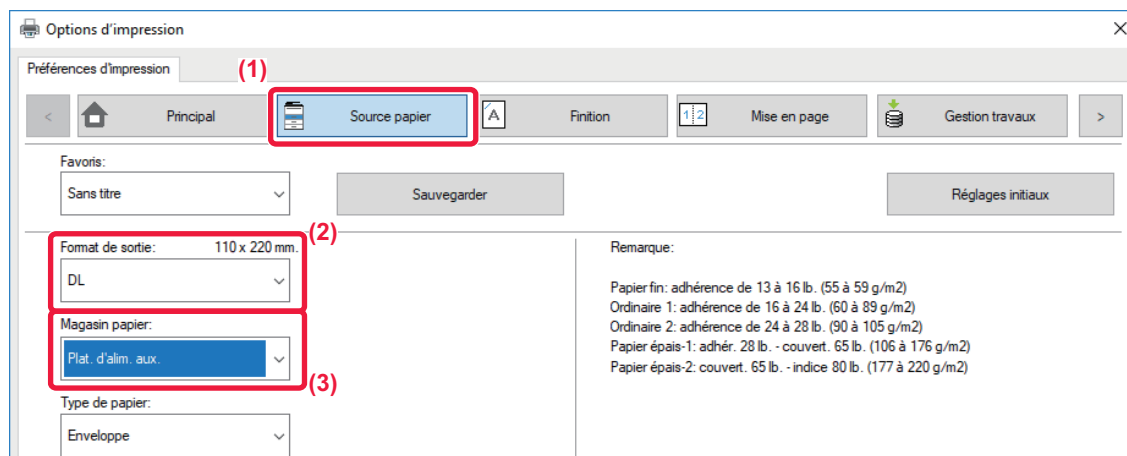 Options d'impression
Préférences d'impression
(1)
<
Principal
Source papier
A
Finition
1 2
Mise en page
Gestion travaux
>
Favoris:
Sans titre
Sauvegarder
Réglages initiaux
(2)
Format de sortie: 110 x 220 mm.
DL
Magasin papier:
Plat. d'alim. aux.
(3)
Type de papier:
Enveloppe
Remarque:
Papier fin: adhérence de 13 à 16 lb. (55 à 59 g/m2)
Ordinaire 1: adhérence de 16 à 24 lb. (60 à 89 g/m2)
Ordinaire 2: adhérence de 24 à 28 lb. (90 à 105 g/m2)
Papier épais-1: adhér. 28 lb. - couvert. 65 lb. (106 à 176 g/m2)
Papier épais-2: couvert. 65 lb. - indice 80 lb. (177 à 220 g/m2)